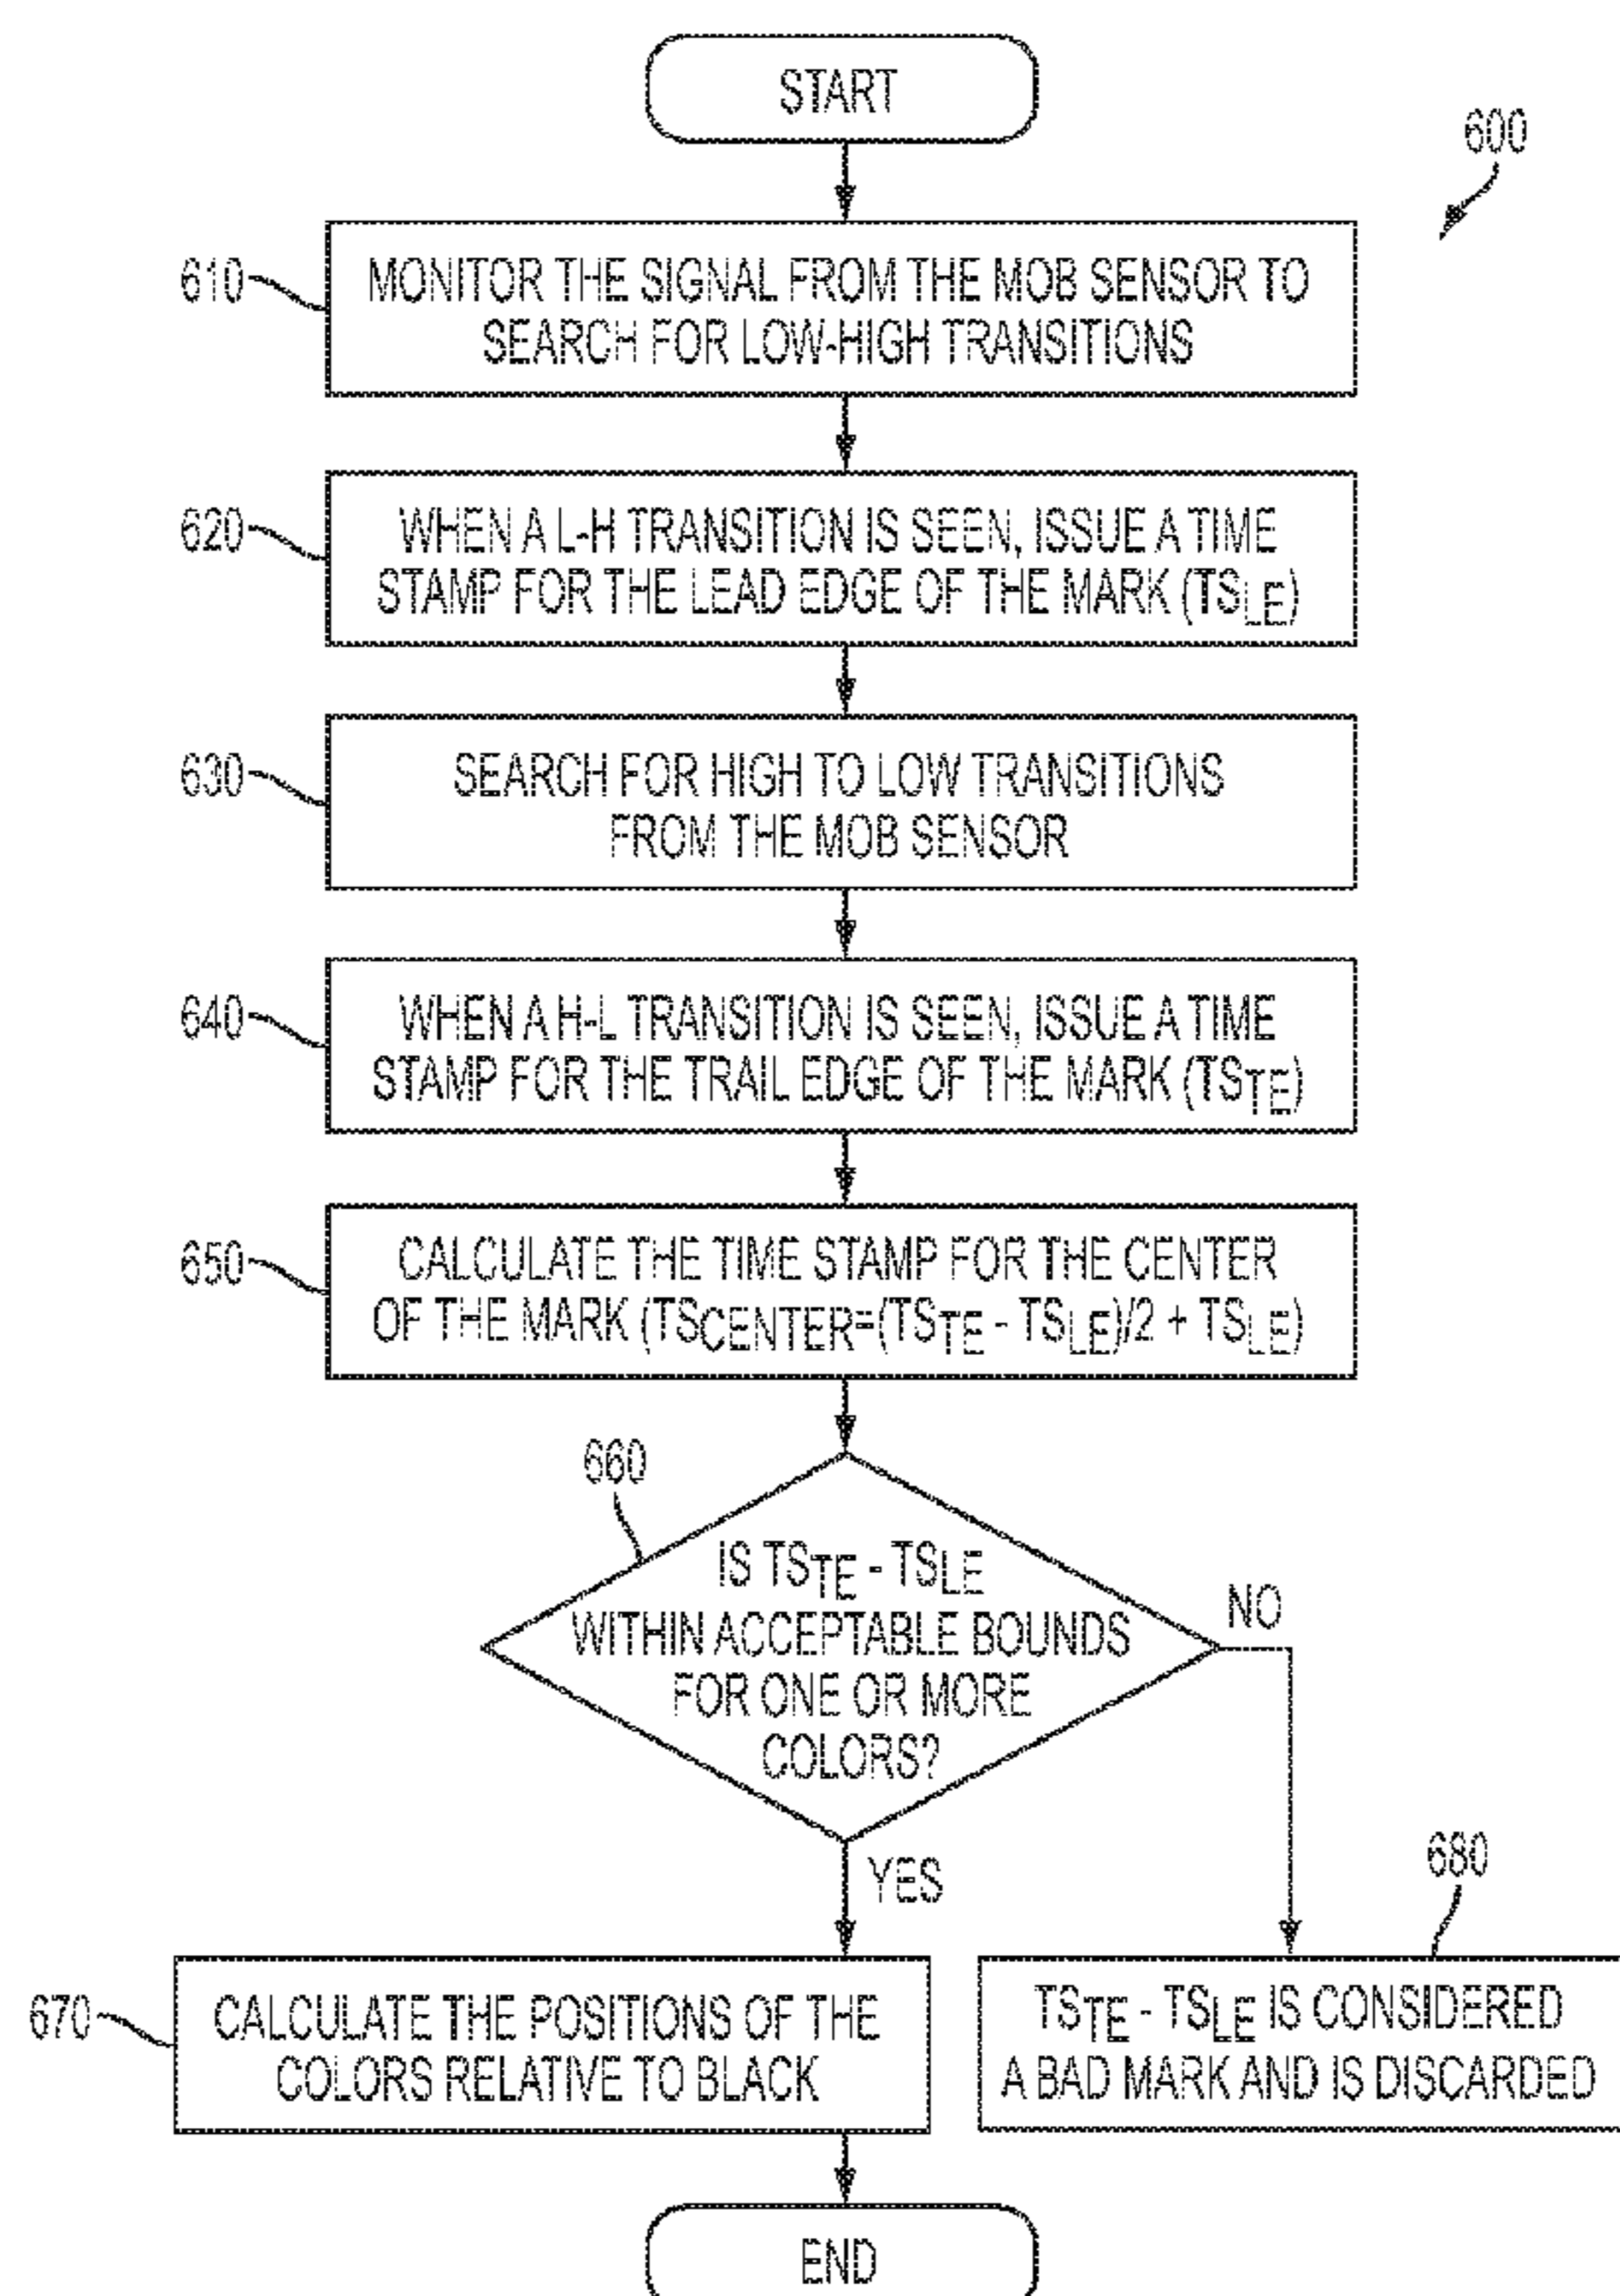 START
600
610
MONITOR THE SIGNAL FROM THE MOB SENSOR TO
SEARCH FOR LOW-HIGH TRANSITIONS
620
WHEN A L-H TRANSITION IS SEEN, ISSUE A TIME
STAMP FOR THE LEAD EDGE OF THE MARK (TSLE)
630
SEARCH FOR HIGH TO LOW TRANSITIONS
FROM THE MOB SENSOR
640
WHEN A H-L TRANSITION IS SEEN, ISSUE A TIME
STAMP FOR THE TRAIL EDGE OF THE MARK (TSTE)
650
CALCULATE THE TIME STAMP FOR THE CENTER
OF THE MARK (TSCENTER=(TSTE - TSLE)/2 + TSLE)
660
IS TSTE - TSLE
WITHIN ACCEPTABLE BOUNDS
FOR ONE OR MORE
COLORS?
NO
YES
680
670
CALCULATE THE POSITIONS OF THE
COLORS RELATIVE TO BLACK
TSTE - TSLE IS CONSIDERED
A BAD MARK AND IS DISCARDED
END